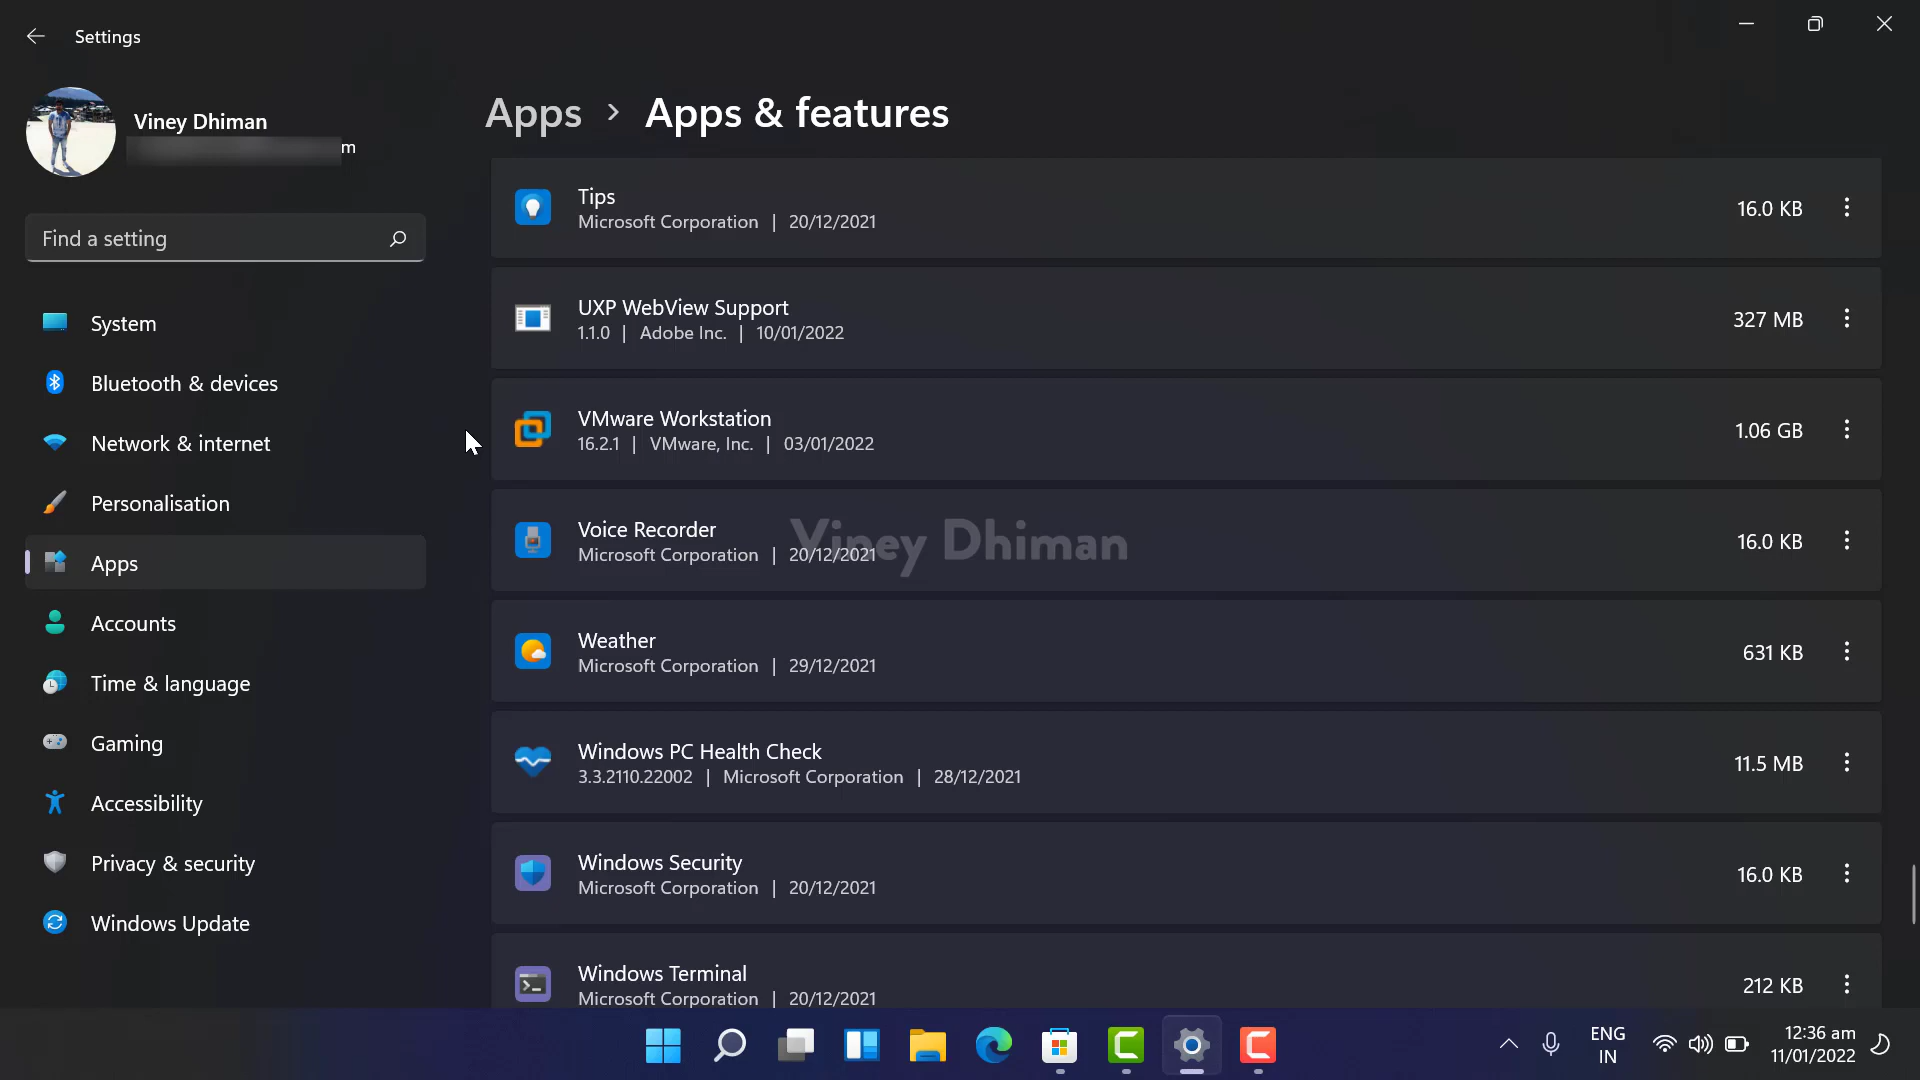 Settings
Viney Dhiman
m
Find a setting
System
Bluetooth & devices
Network & internet
Personalisation
Apps
Accounts
Time & language
Gaming
Accessibility
Privacy & security
Windows Update
Apps > Apps & features
Tips
Microsoft Corporation | 20/12/2021
16.0 KB
UXP WebView Support
1.1.0 | Adobe Inc. | 10/01/2022
327 MB
VMware Workstation
16.2.1 | VMware, Inc. | 03/01/2022
1.06 GB
Voice Recorder
Microsoft Corporation | 20/12/2021
16.0 KB
Viney Dhiman
Weather
Microsoft Corporation | 29/12/2021
631 KB
Windows PC Health Check
3.3.2110.22002 | Microsoft Corporation | 28/12/2021
11.5 MB
Windows Security
Microsoft Corporation | 20/12/2021
16.0 KB
Windows Terminal
Microsoft Corporation | 20/12/2021
212 KB
ENG
IN
12:36 am
11/01/2022